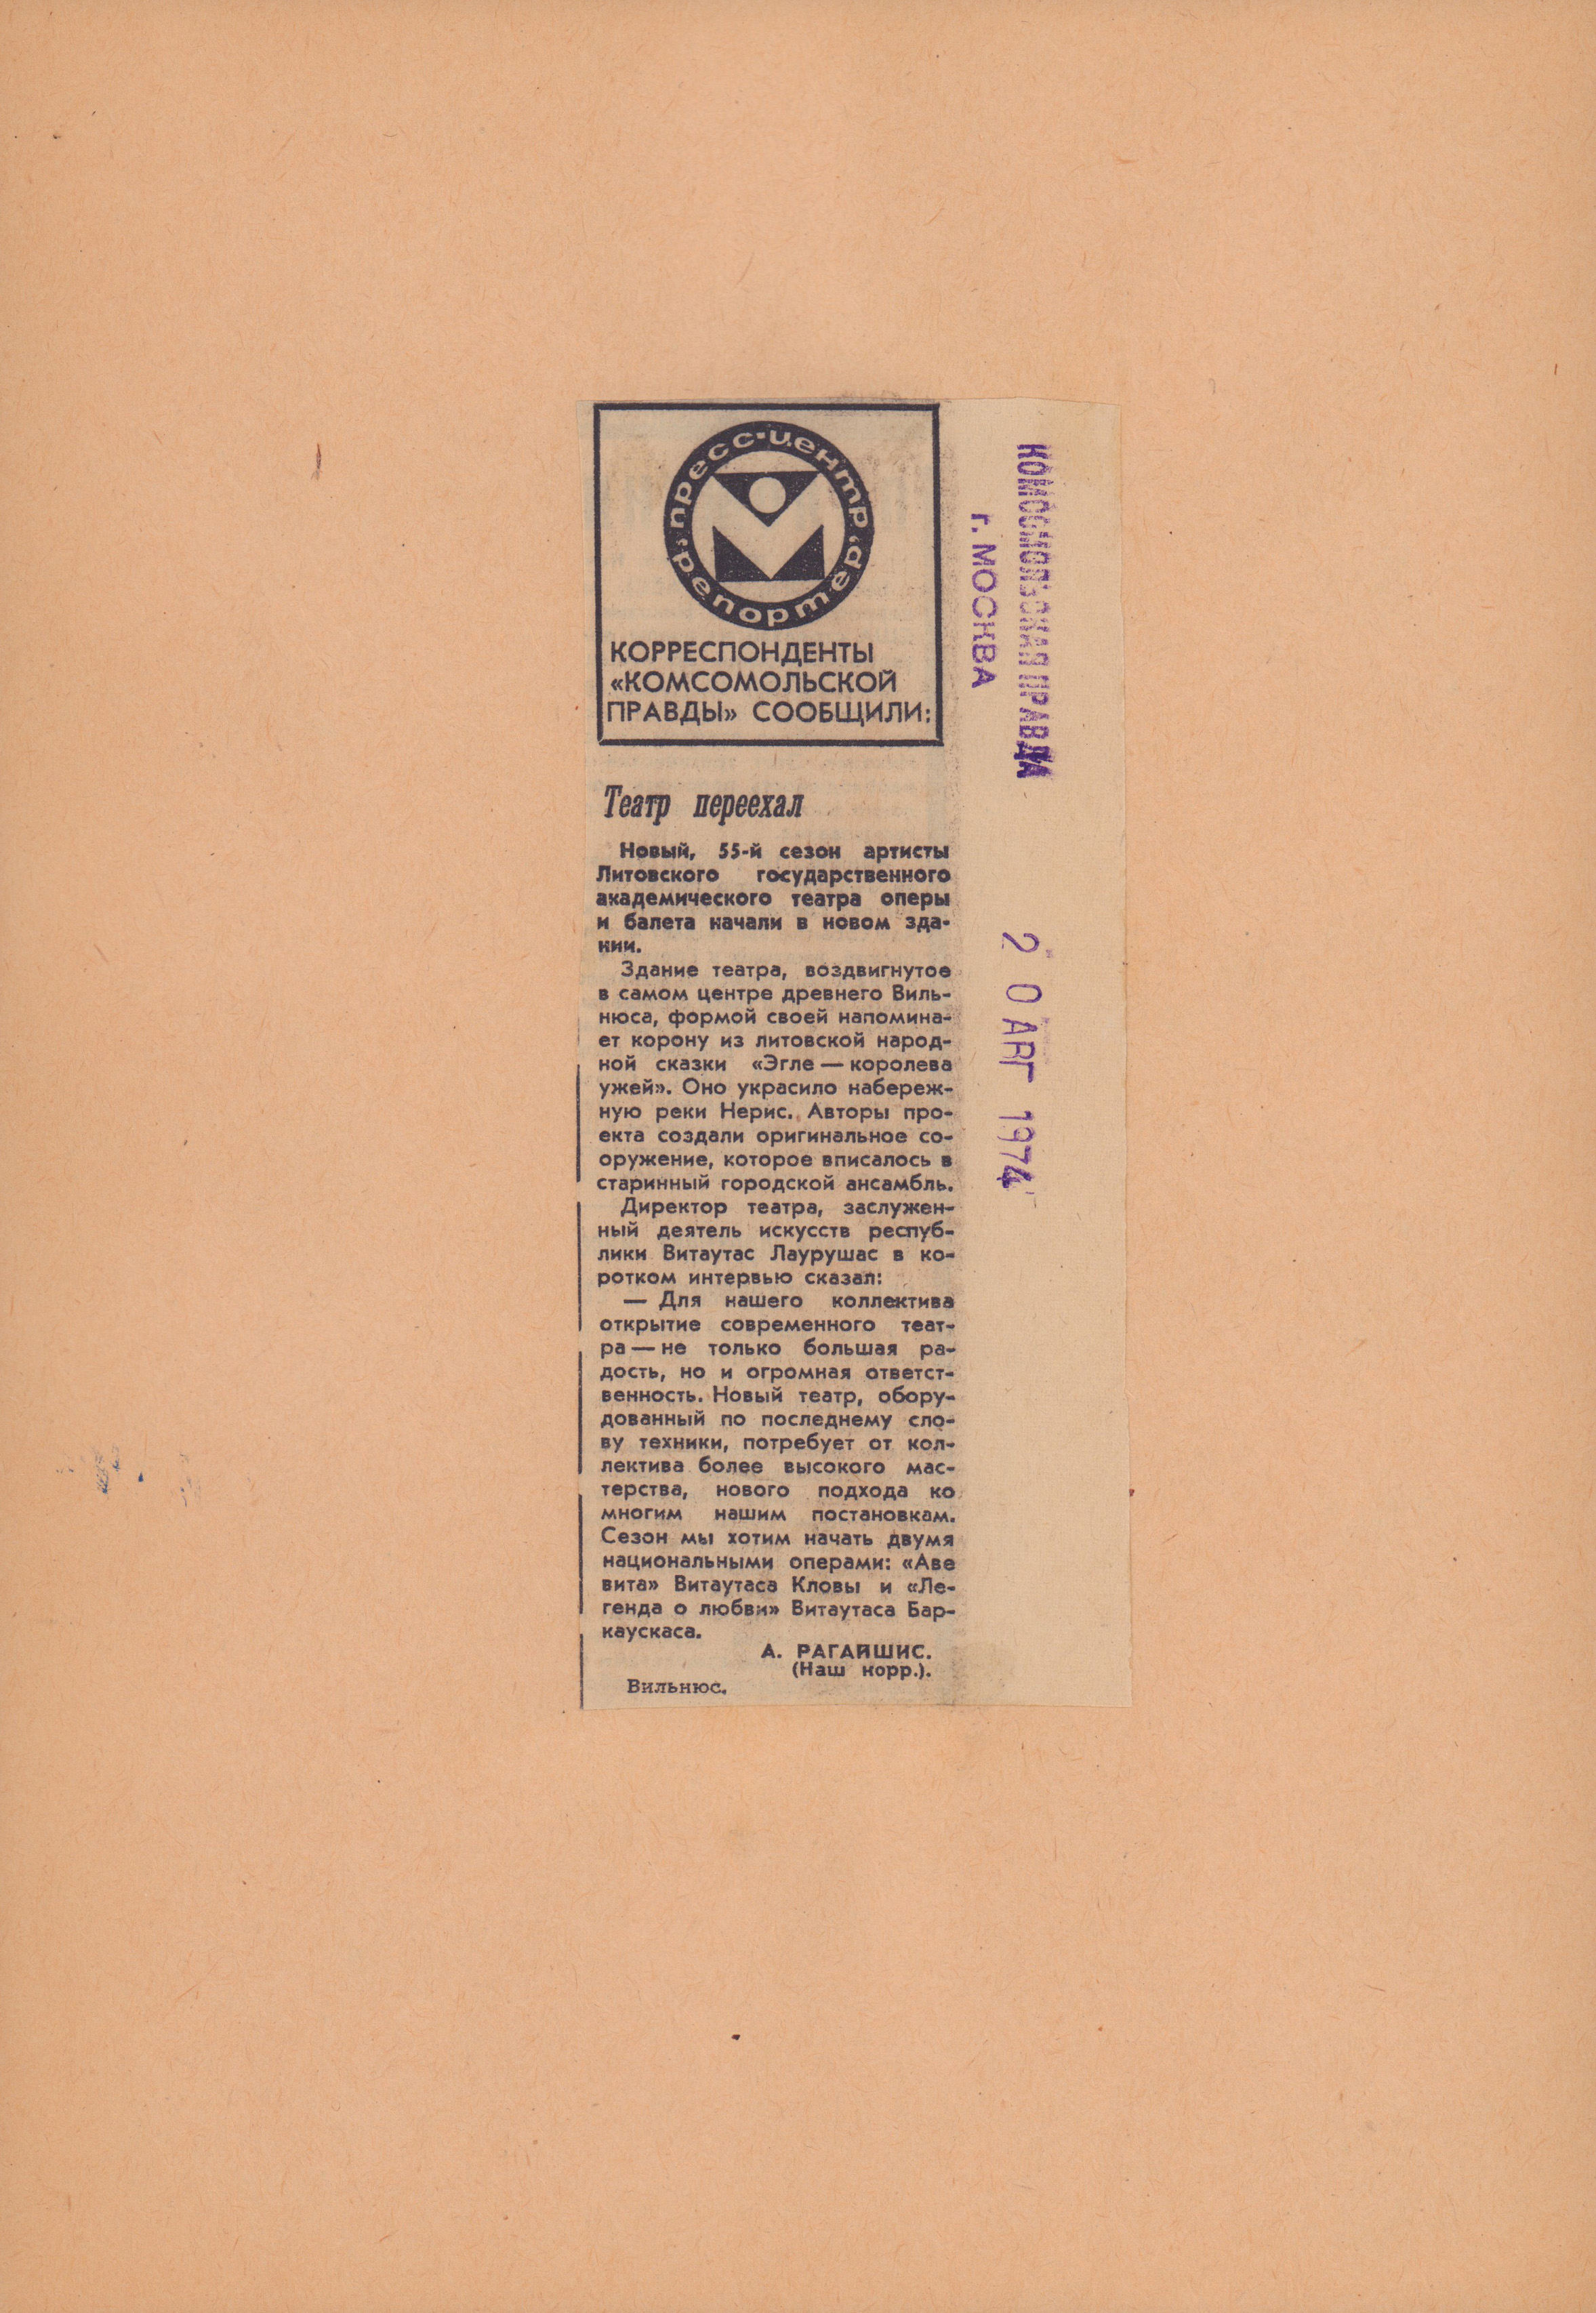 пресс-центр
репортер
КОРРЕСПОНДЕНТЫ
«КОМСОМОЛЬСКОЙ
ПРАВДЫ» СООБЩИЛИ:
Театр переехал
Новый, 55-й сезон артисты
Литовского государственного
академического театра оперы
и балета начали в новом зда-
нии.
Здание театра, воздвигнутое
в самом центре древнего Виль-
нюса, формой своей напомина-
ет корону из литовской народ-
ной сказки «Эгле — королева
ужей». Оно украсило набереж-
ную реки Нерис. Авторы про-
екта создали оригинальное со-
оружение, которое вписалось в
старинный городской ансамбль.
Директор театра, заслужен-
ный деятель искусств респуб-
лики Витаутас Лаурушас в ко-
ротком интервью сказал:
— Для нашего коллектива
открытие современного теат-
ра — не только большая ра-
дость, но и огромная ответст-
венность. Новый театр, обору-
дованный по последнему сло-
ву техники, потребует от кол-
лектива более высокого мас-
терства, нового подхода ко
многим нашим постановкам.
Сезон мы хотим начать двумя
национальными операми: «Аве
вита» Витаутаса Кловы и «Ле-
генда о любви» Витаутаса Бар-
каускаса.
А. РАГАЙШИС.
(Наш корр.).
Вильнюс.
КОМСОМОЛЬСКАЯ ПРАВДА
г. МОСКВА
20 АВГ 1974